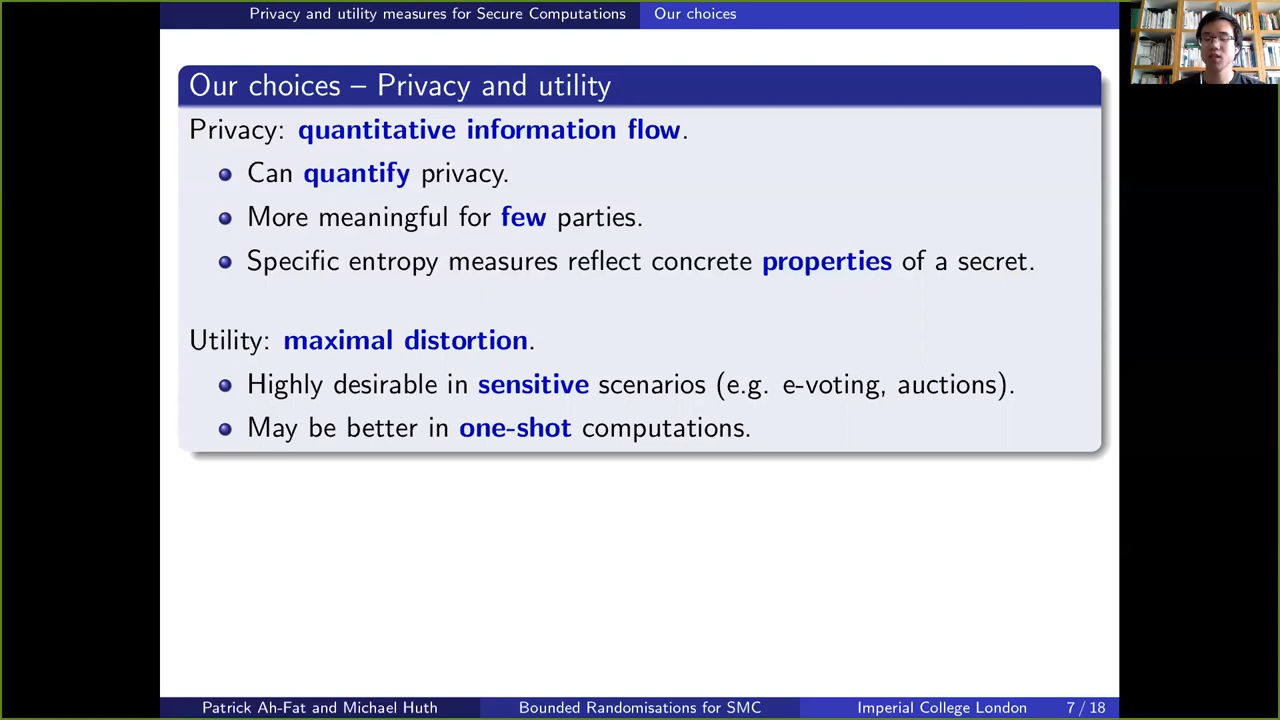 Privacy and utility measures for Secure Computations Our choices
Our choices – Privacy and utility
Privacy: quantitative information flow.
Can quantify privacy.
More meaningful for few parties.
Specific entropy measures reflect concrete properties of a secret.
Utility: maximal distortion.
Highly desirable in sensitive scenarios (e.g. e-voting, auctions).
May be better in one-shot computations.
Patrick Ah-Fat and Michael Huth Bounded Randomisations for SMC Imperial College London 7 / 18